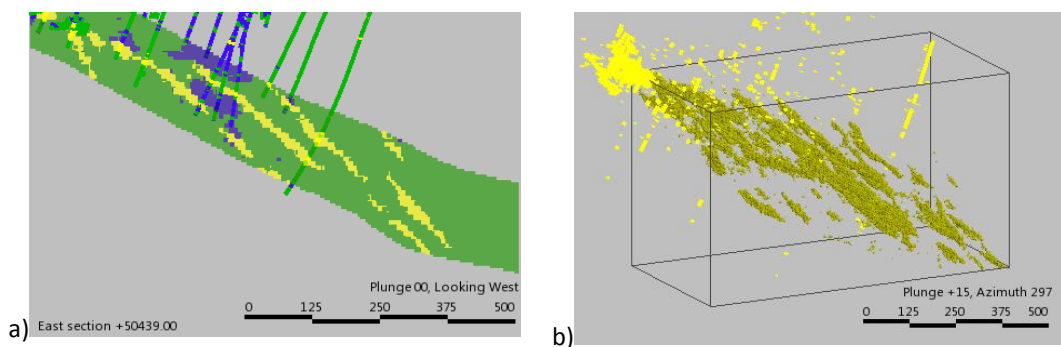 Plunge 00, Looking West
0 125 250 375 500
East section +50439.00
a)
Plunge +15, Azimuth 297
0 125 250 375 500
b)